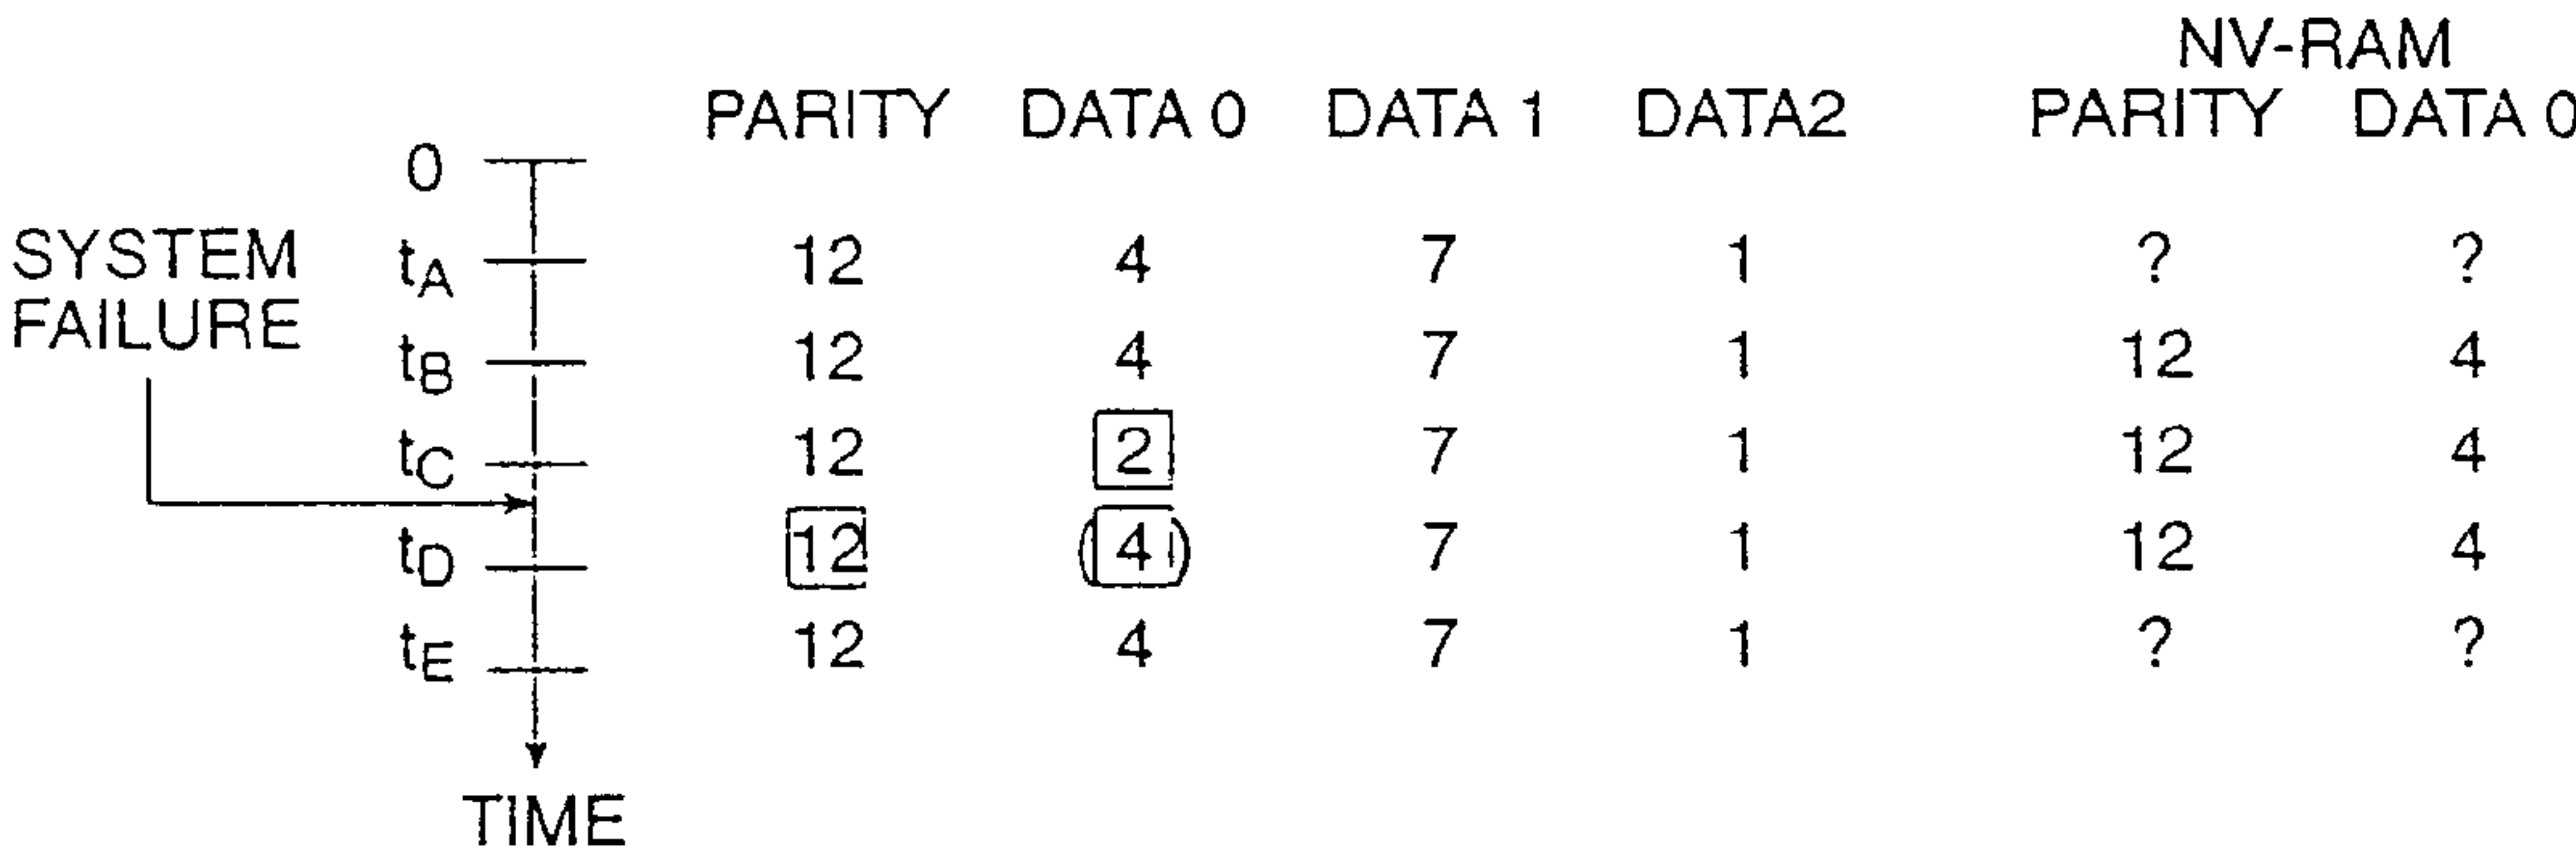 NV-RAM
PARITY DATA 0 DATA 1 DATA2 PARITY DATA 0
0
SYSTEM FAILURE
tA 12 4 7 1 ? ?
tB 12 4 7 1 12 4
tC 12 2 7 1 12 4
tD 12 (4) 7 1 12 4
tE 12 4 7 1 ? ?
TIME